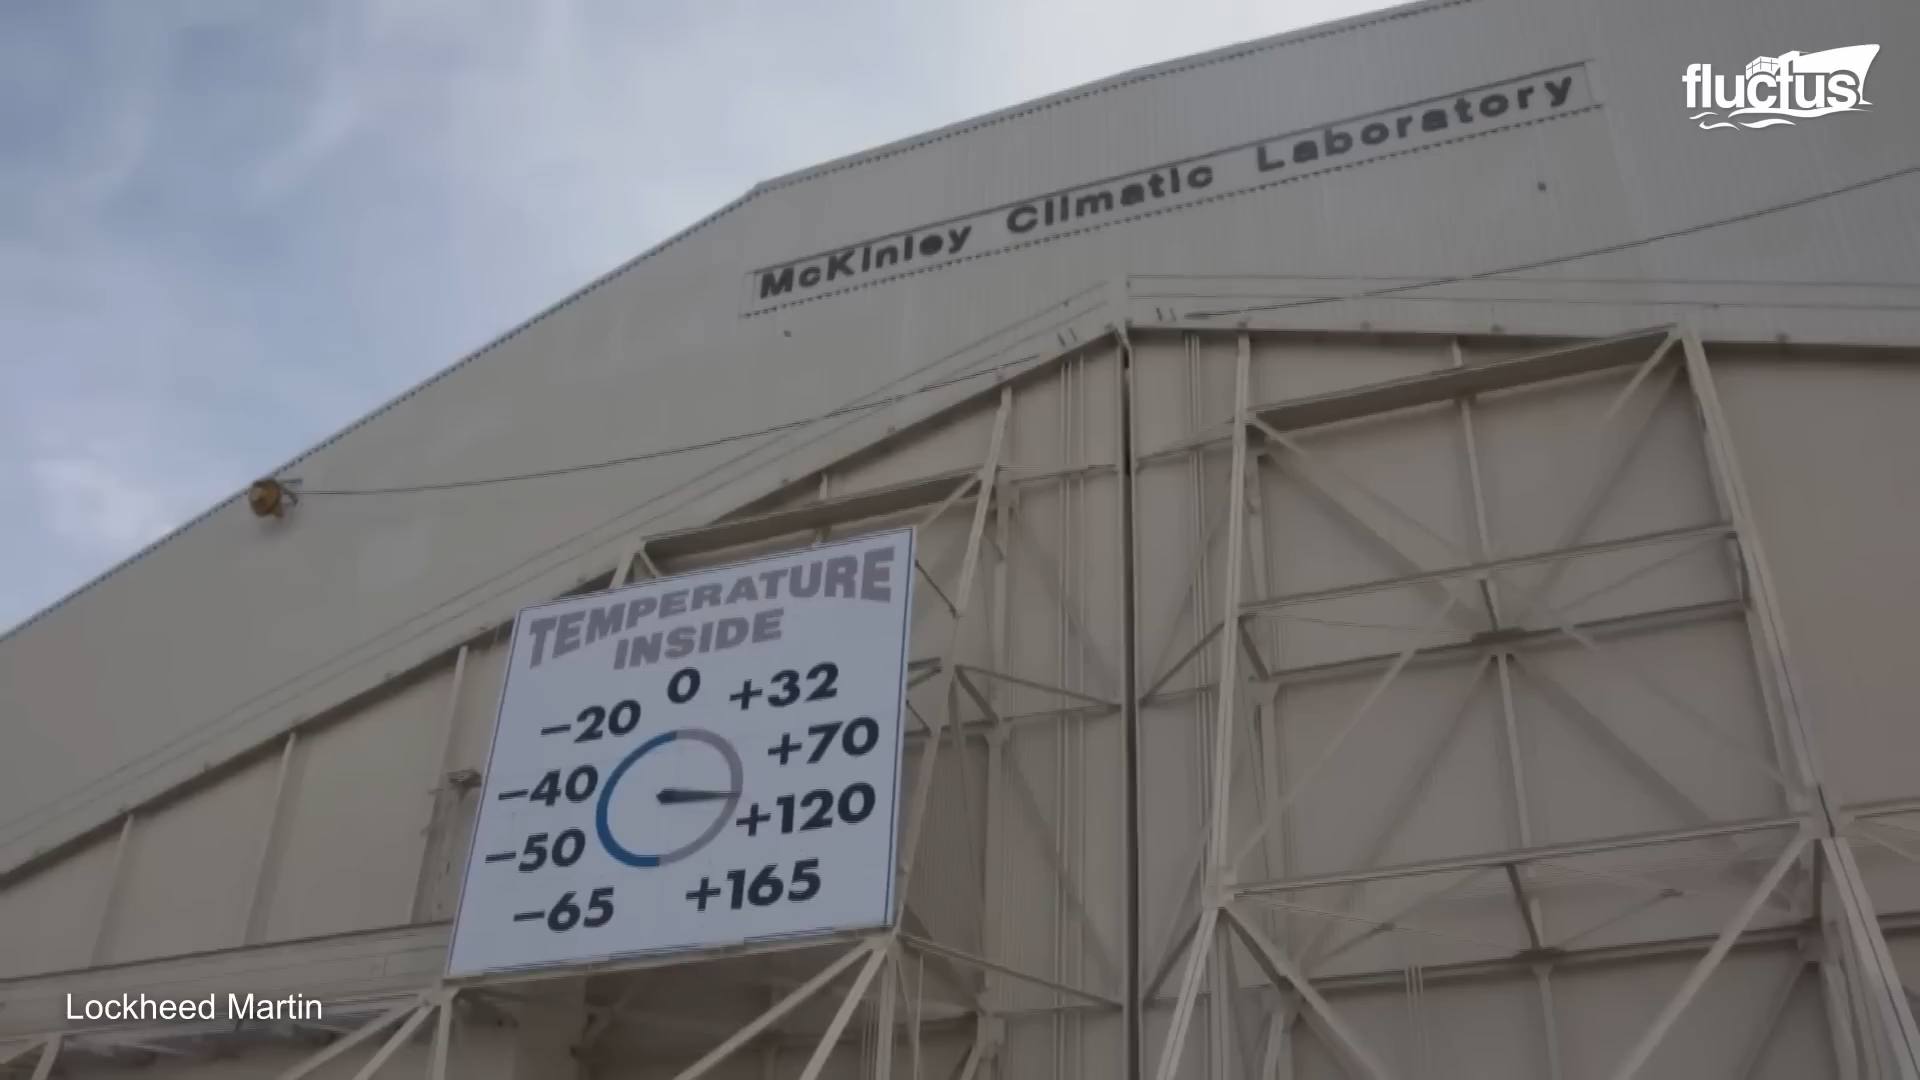 fluctus
McKinley Climatic Laboratory
TEMPERATURE
INSIDE
0 +32
−20
+70
−40
+120
−50
+165
−65
Lockheed Martin